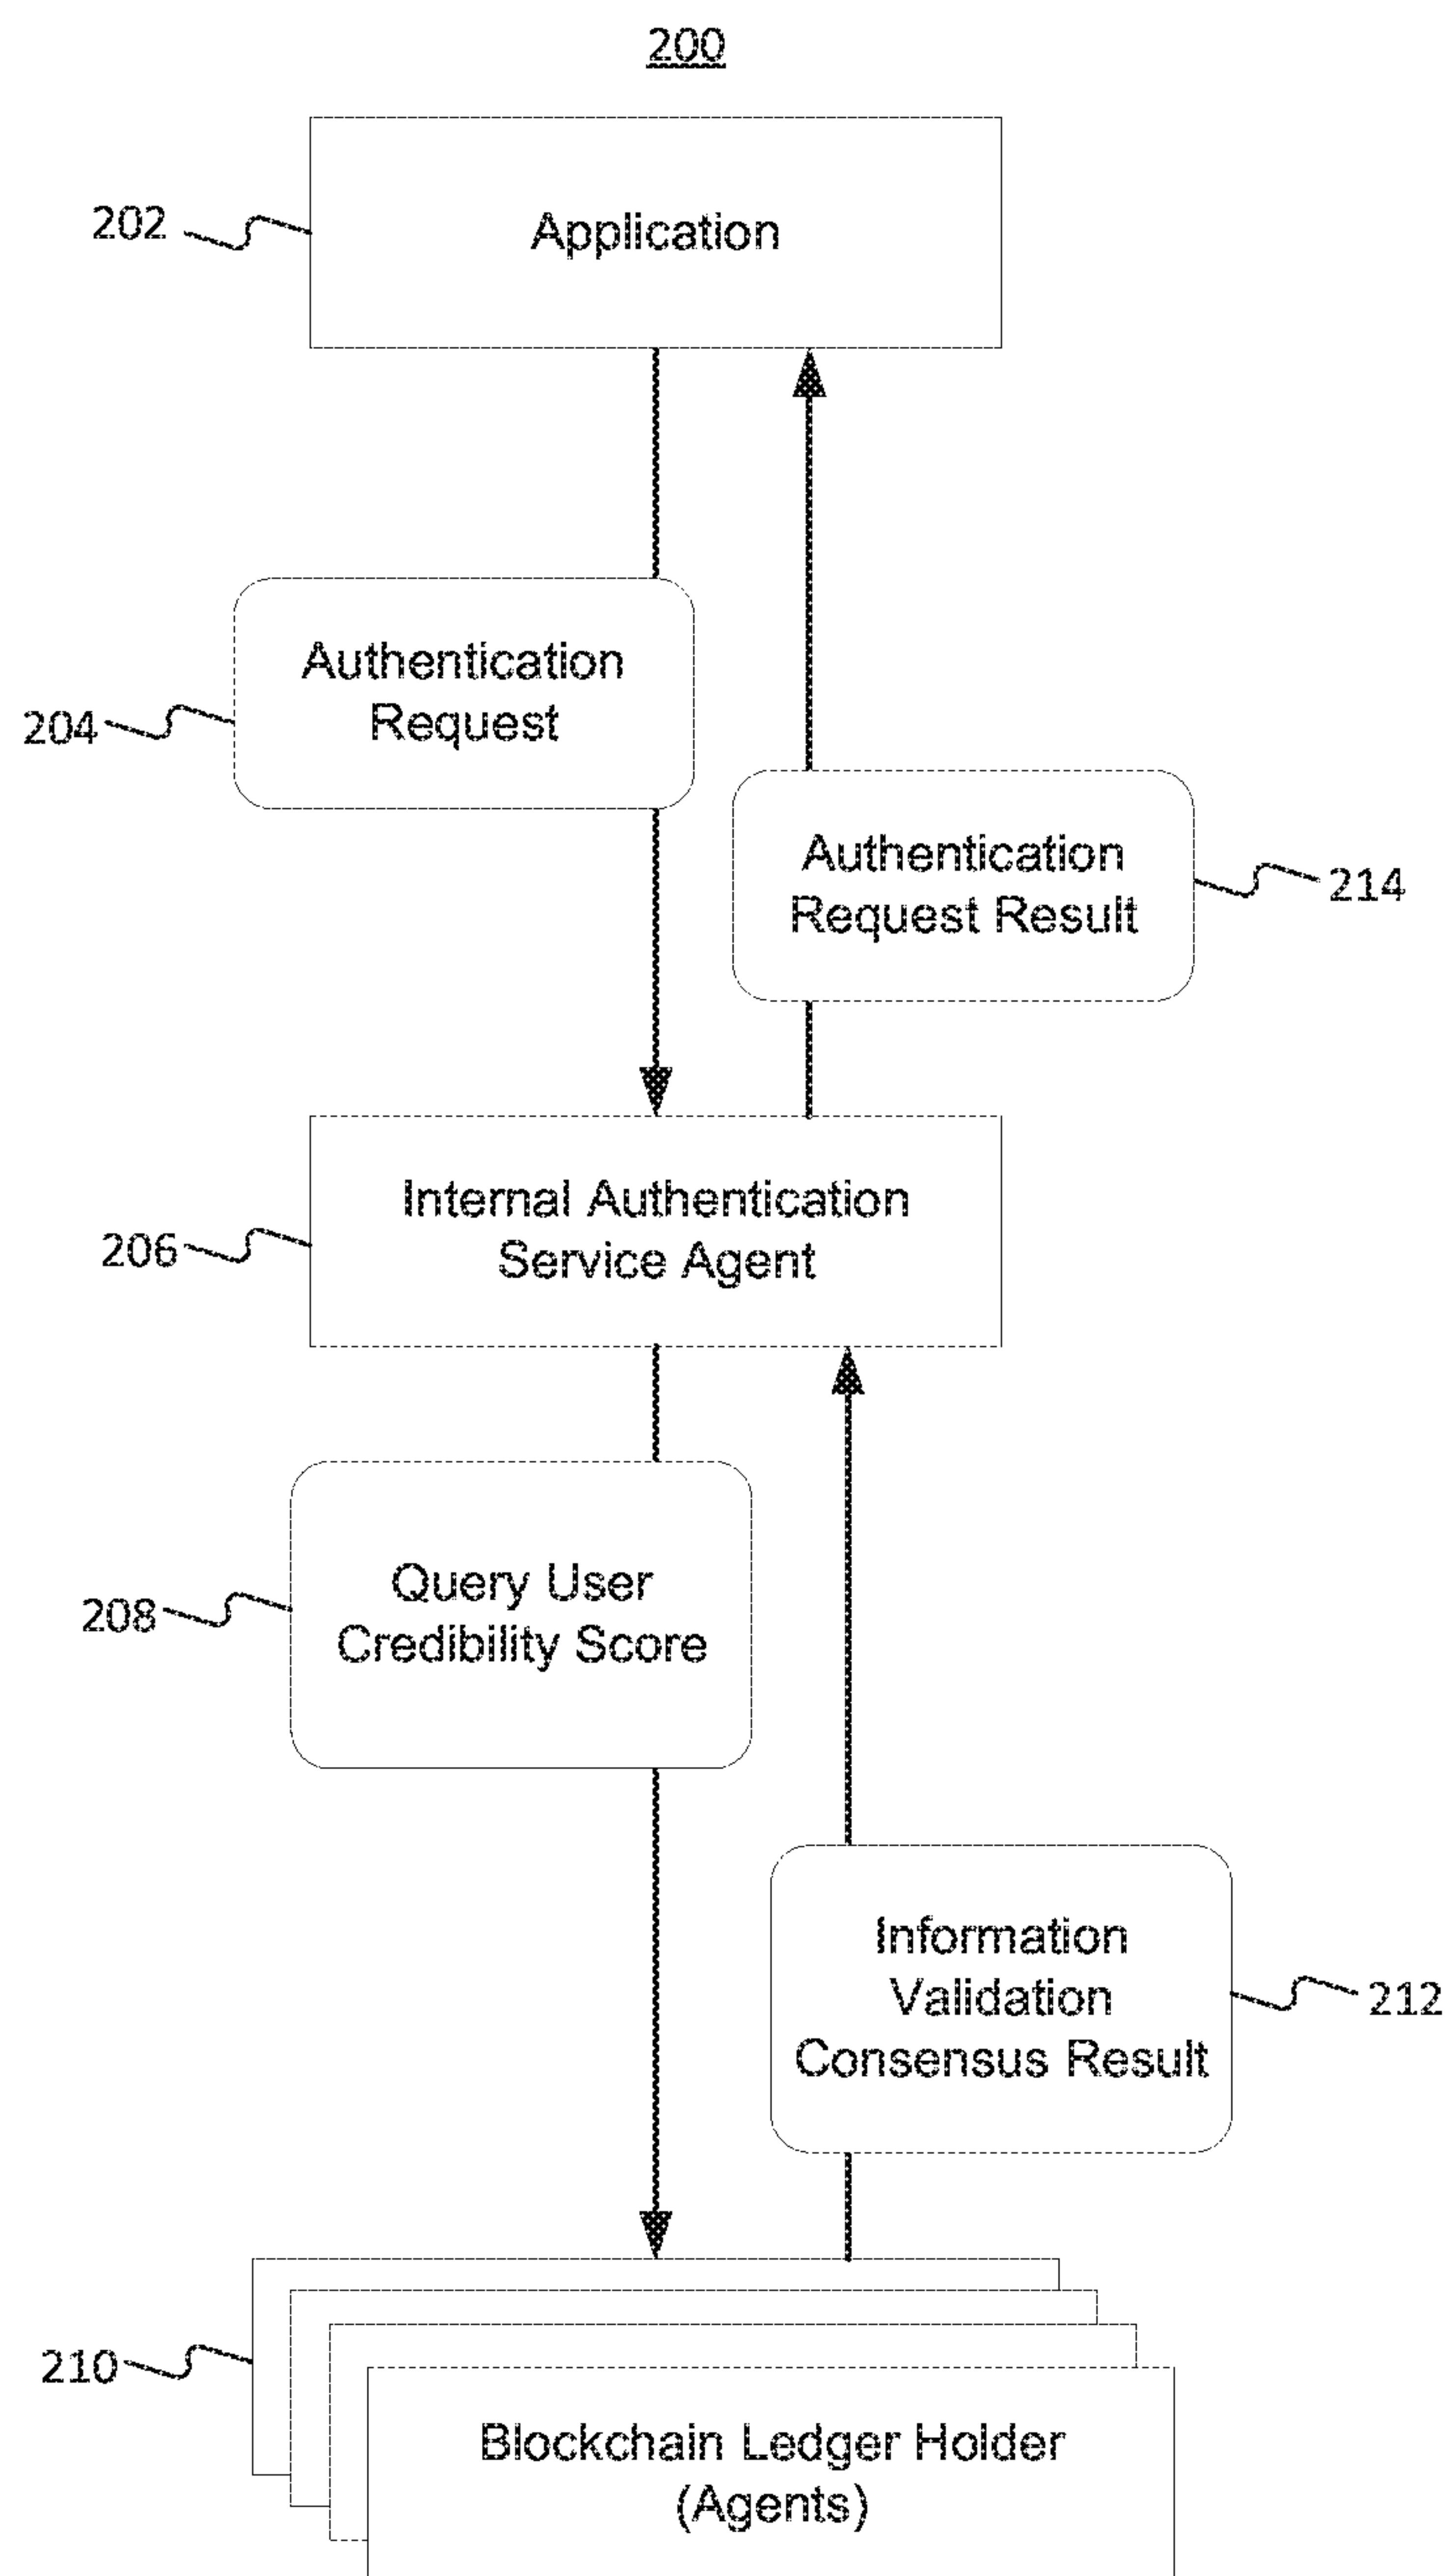 200
202
Application
204
Authentication
Request
Authentication
Request Result
214
206
Internal Authentication
Service Agent
208
Query User
Credibility Score
Information
Validation
Consensus Result
212
210
Blockchain Ledger Holder
(Agents)